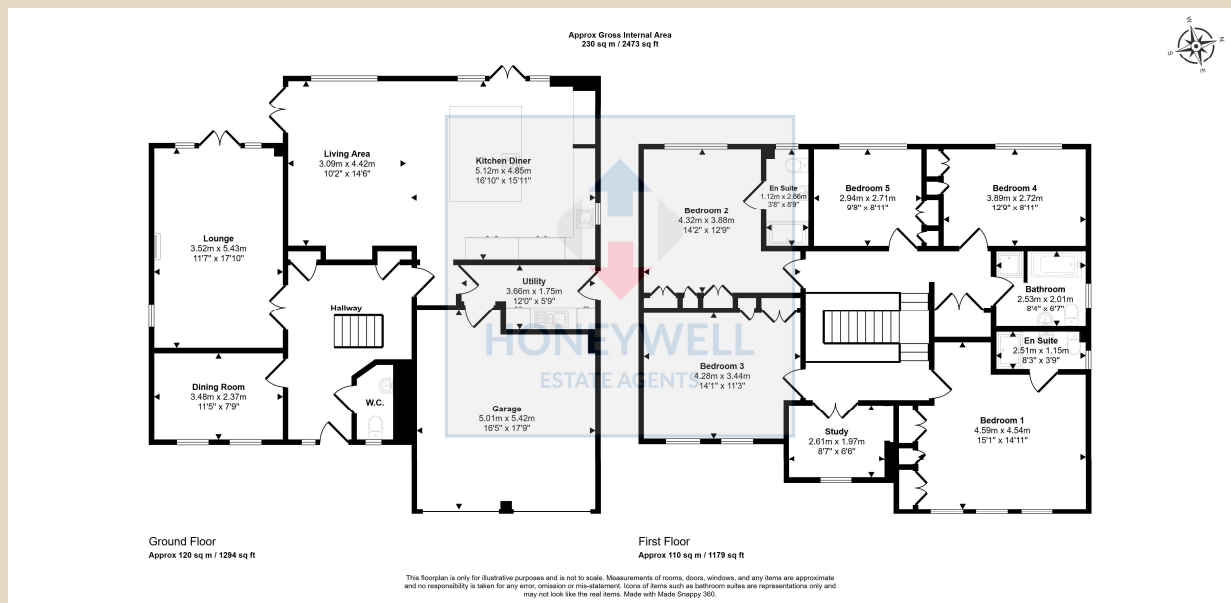 Approx Gross Internal Area
230 sq m / 2473 sq ft
W
N
S
E
Living Area
3.09m x 4.42m
10'2" x 14'6"
Kitchen Diner
5.12m x 4.85m
16'10" x 15'11"
Lounge
3.52m x 5.43m
11'7" x 17'10"
Utility
3.66m x 1.75m
12'0" x 5'9"
Hallway
Dining Room
3.48m x 2.37m
11'5" x 7'9"
W.C.
Garage
5.01m x 5.42m
16'5" x 17'9"
Bedroom 2
4.32m x 3.88m
14'2" x 12'9"
En Suite
1.12m x 2.66m
3'8" x 8'9"
Bedroom 5
2.94m x 2.71m
9'8" x 8'11"
Bedroom 4
3.89m x 2.72m
12'9" x 8'11"
Bathroom
2.53m x 2.01m
8'4" x 6'7"
En Suite
2.51m x 1.15m
8'3" x 3'9"
Bedroom 3
4.28m x 3.44m
14'1" x 11'3"
Study
2.61m x 1.97m
8'7" x 6'6"
Bedroom 1
4.59m x 4.54m
15'1" x 14'11"
HONEYWELL
ESTATE AGENTS
Ground Floor
Approx 120 sq m / 1294 sq ft
First Floor
Approx 110 sq m / 1179 sq ft
This floorplan is only for illustrative purposes and is not to scale. Measurements of rooms, doors, windows, and any items are approximate
and no responsibility is taken for any error, omission or mis-statement. Icons of items such as bathroom suites are representations only and
may not look like the real items. Made with Made Snappy 360.